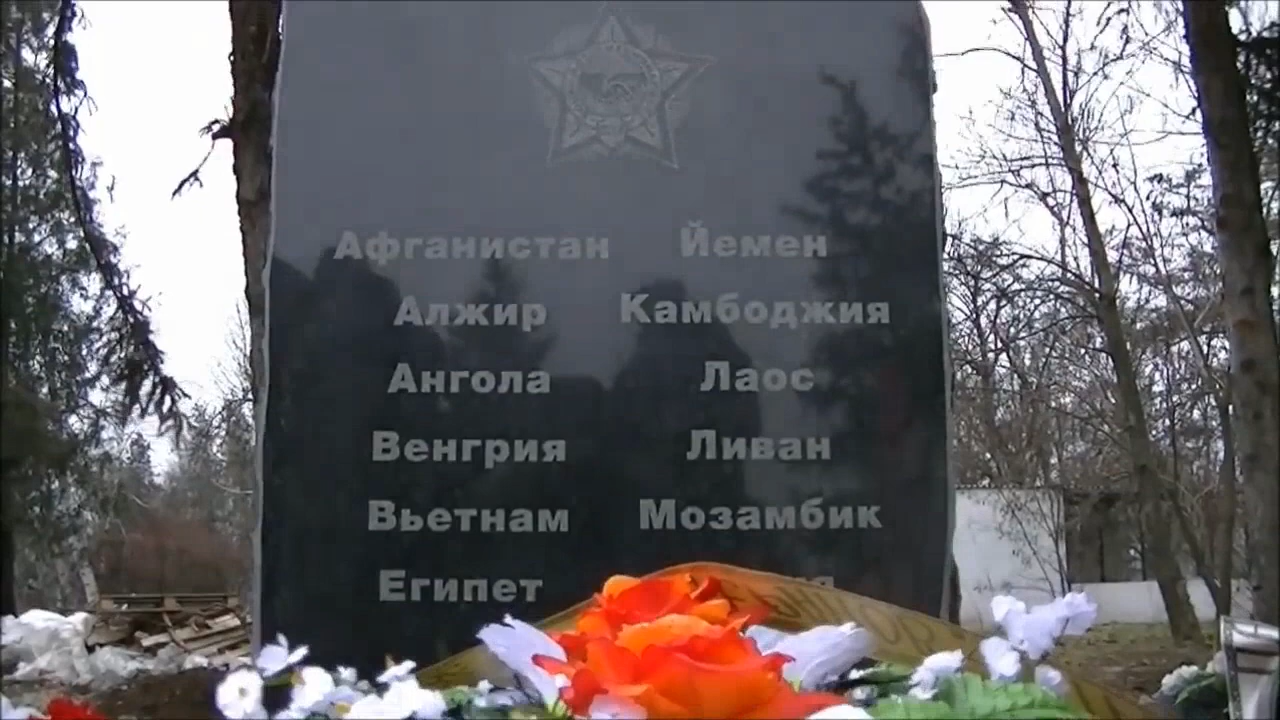 Афганистан Йемен
Алжир Камбоджия
Ангола Лаос
Венгрия Ливан
Вьетнам Мозамбик
Египет